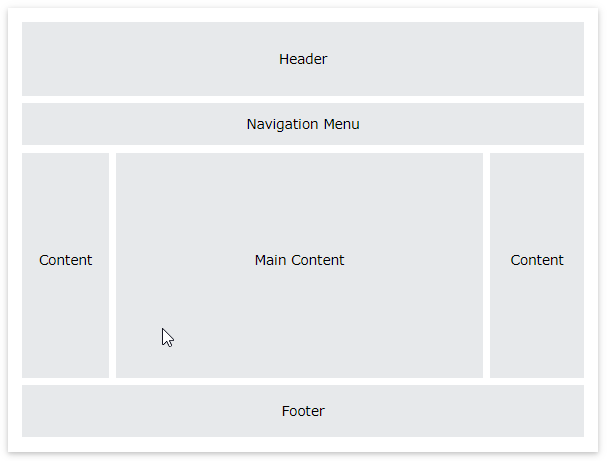 Header
Navigation Menu
Content
Main Content
Content
Footer